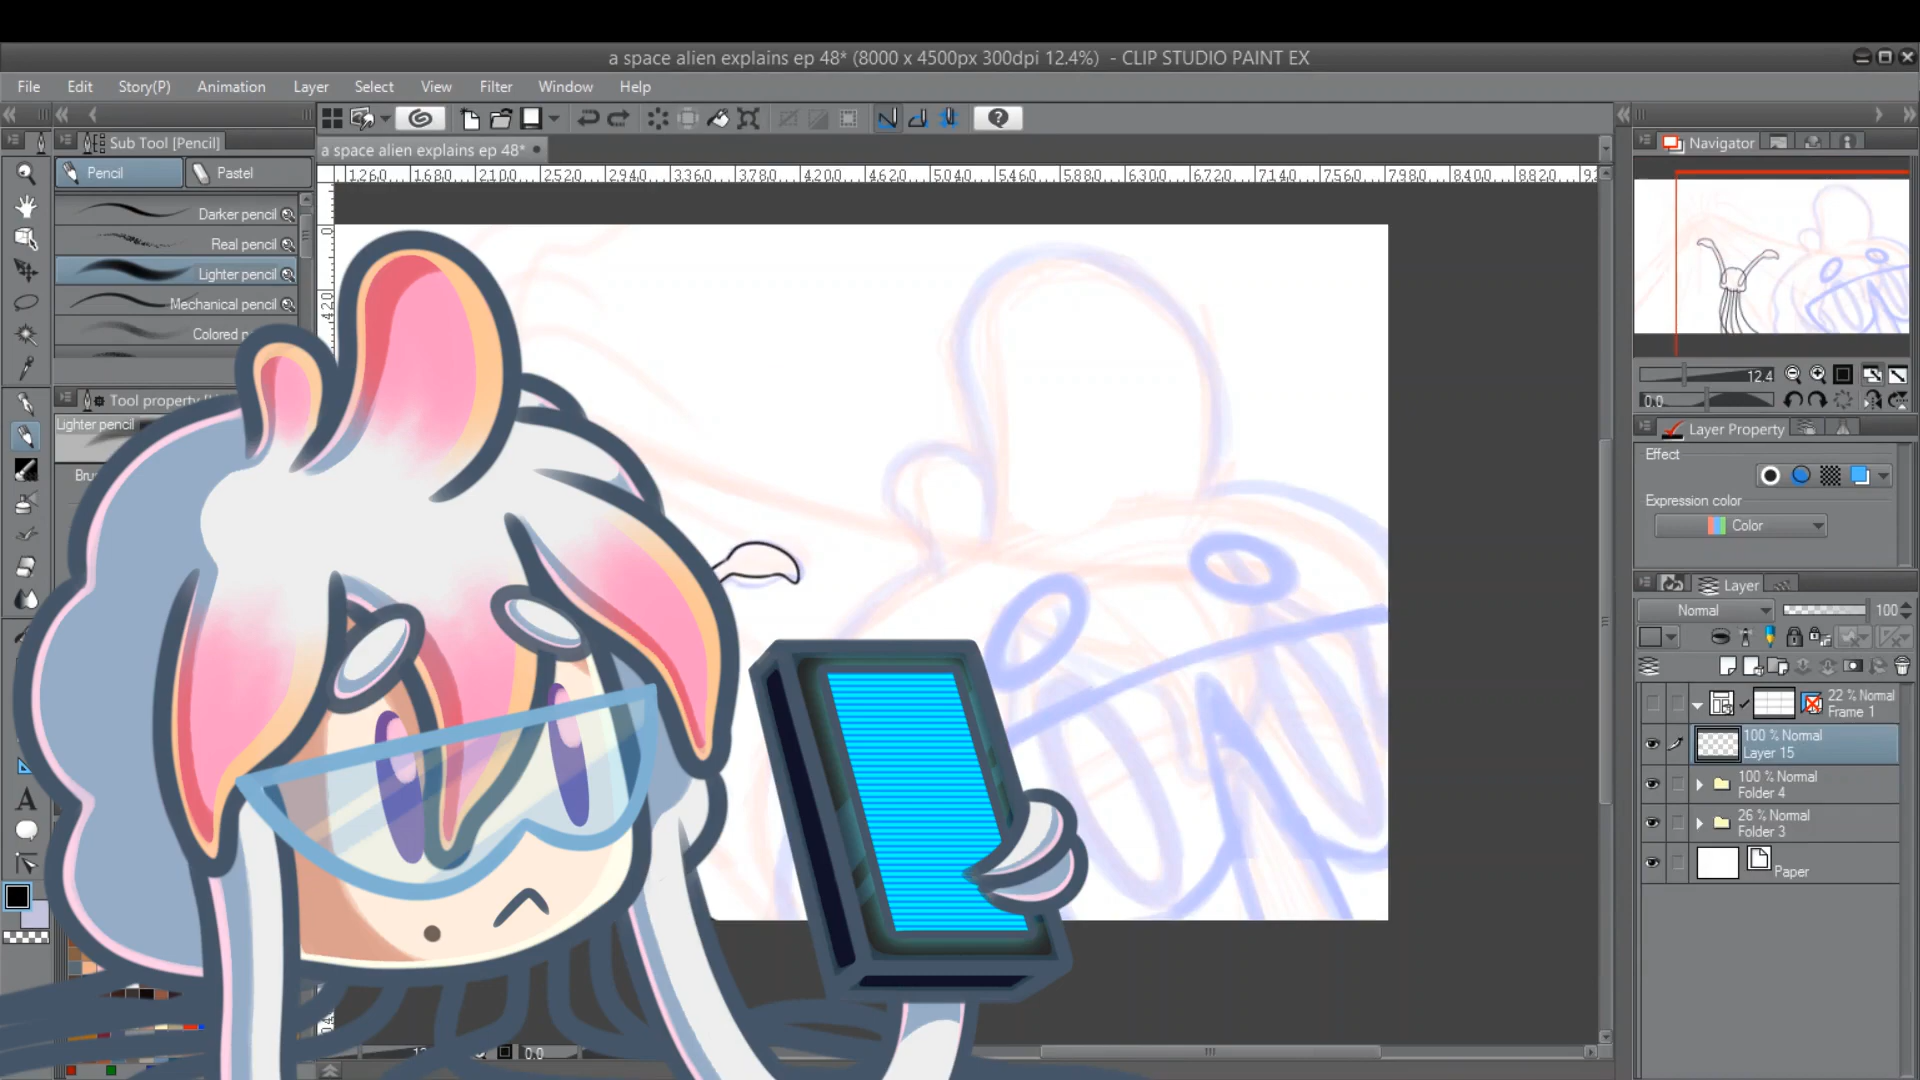 a space alien explains ep 48* (8000 x 4500px 300dpi 12.4%) - CLIP STUDIO PAINT EX
File Edit Story(P) Animation Layer Select View Filter Window Help
Sub Tool [Pencil]
a space alien explains ep 48*
Navigator
Pencil
Pastel
1260 1680 2100 2520 2940 3360 3780 4200 4620 5040 5460 5880 6300 6720 7140 7560 7980 8400 8820
0
420
Darker pencil
Real pencil
Lighter pencil
Mechanical pencil
Colored
12.4
0.0
Tool property
Lighter pencil
Layer Property
Effect
Expression color
Color
Layer
Normal
100
22 % Normal
Frame 1
100 % Normal
Layer 15
100 % Normal
Folder 4
26 % Normal
Folder 3
Paper
A
0.0